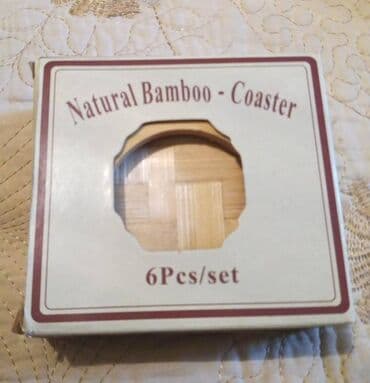 Natural Bamboo - Coaster
6Pcs/set